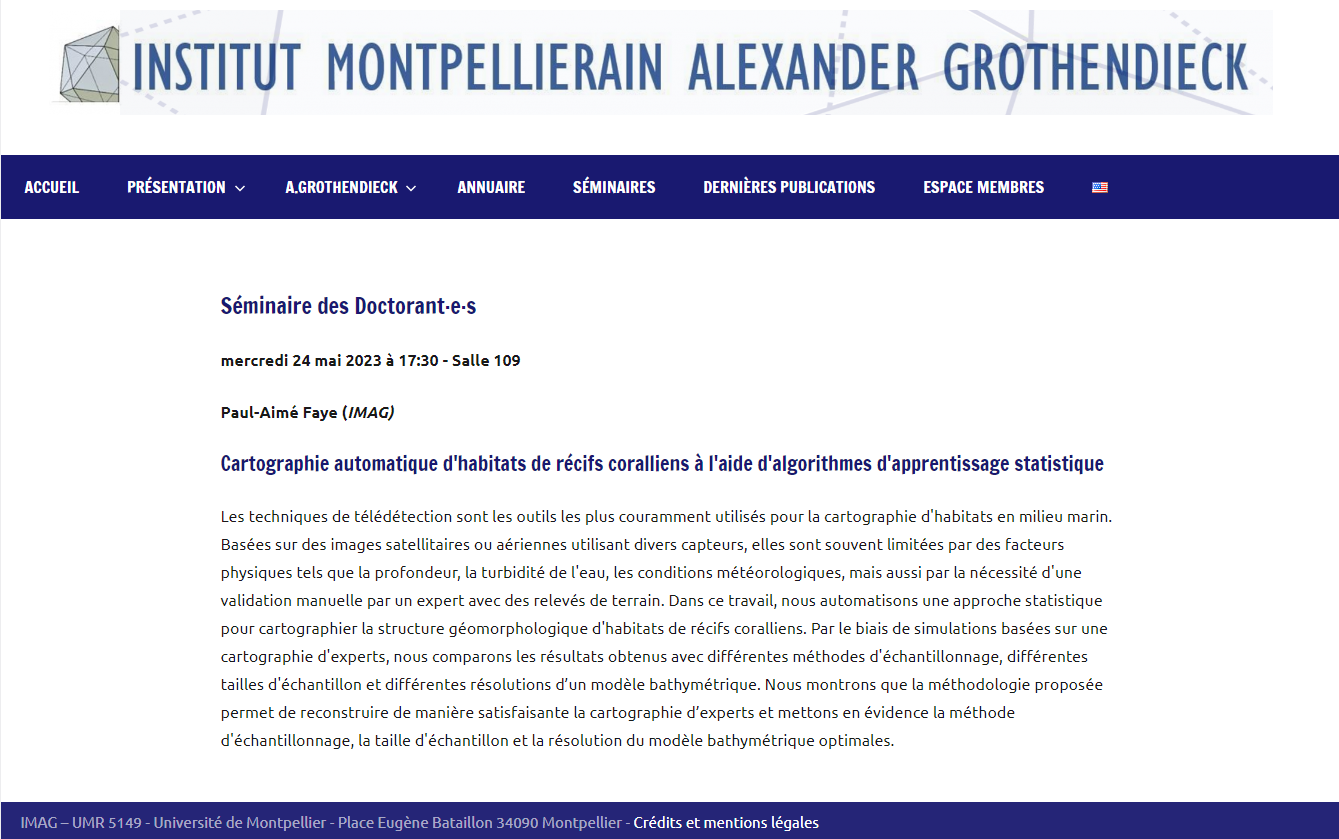 INSTITUT MONTPELLIERAIN ALEXANDER GROTHENDIECK
ACCUEIL PRÉSENTATION A.GROTHENDIECK ANNUAIRE SÉMINAIRES DERNIÈRES PUBLICATIONS ESPACE MEMBRES
Séminaire des Doctorant·e·s
mercredi 24 mai 2023 à 17:30 - Salle 109
Paul-Aimé Faye (IMAG)
Cartographie automatique d'habitats de récifs coralliens à l'aide d'algorithmes d'apprentissage statistique
Les techniques de télédétection sont les outils les plus couramment utilisés pour la cartographie d'habitats en milieu marin.
Basées sur des images satellitaires ou aériennes utilisant divers capteurs, elles sont souvent limitées par des facteurs
physiques tels que la profondeur, la turbidité de l'eau, les conditions météorologiques, mais aussi par la nécessité d'une
validation manuelle par un expert avec des relevés de terrain. Dans ce travail, nous automatisons une approche statistique
pour cartographier la structure géomorphologique d'habitats de récifs coralliens. Par le biais de simulations basées sur une
cartographie d'experts, nous comparons les résultats obtenus avec différentes méthodes d'échantillonnage, différentes
tailles d'échantillon et différentes résolutions d’un modèle bathymétrique. Nous montrons que la méthodologie proposée
permet de reconstruire de manière satisfaisante la cartographie d’experts et mettons en évidence la méthode
d'échantillonnage, la taille d'échantillon et la résolution du modèle bathymétrique optimales.
IMAG – UMR 5149 - Université de Montpellier - Place Eugène Bataillon 34090 Montpellier - Crédits et mentions légales